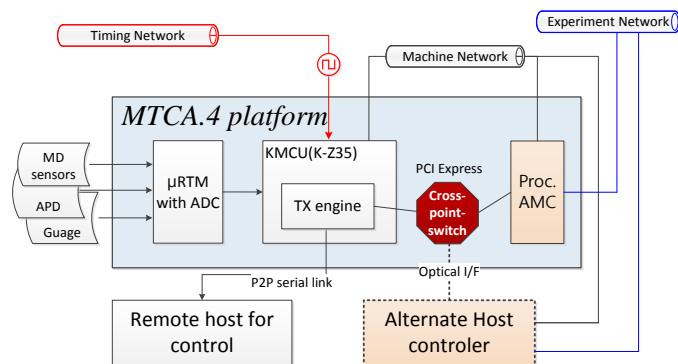 Experiment Network
Timing Network
Machine Network
MTCA.4 platform
KMCU(K-Z35)
MD
sensors
APD
Guage
µRTM
with ADC
TX engine
PCI Express
Cross-
point-
switch
Proc.
AMC
P2P serial link
Optical I/F
Remote host for
control
Alternate Host
controler